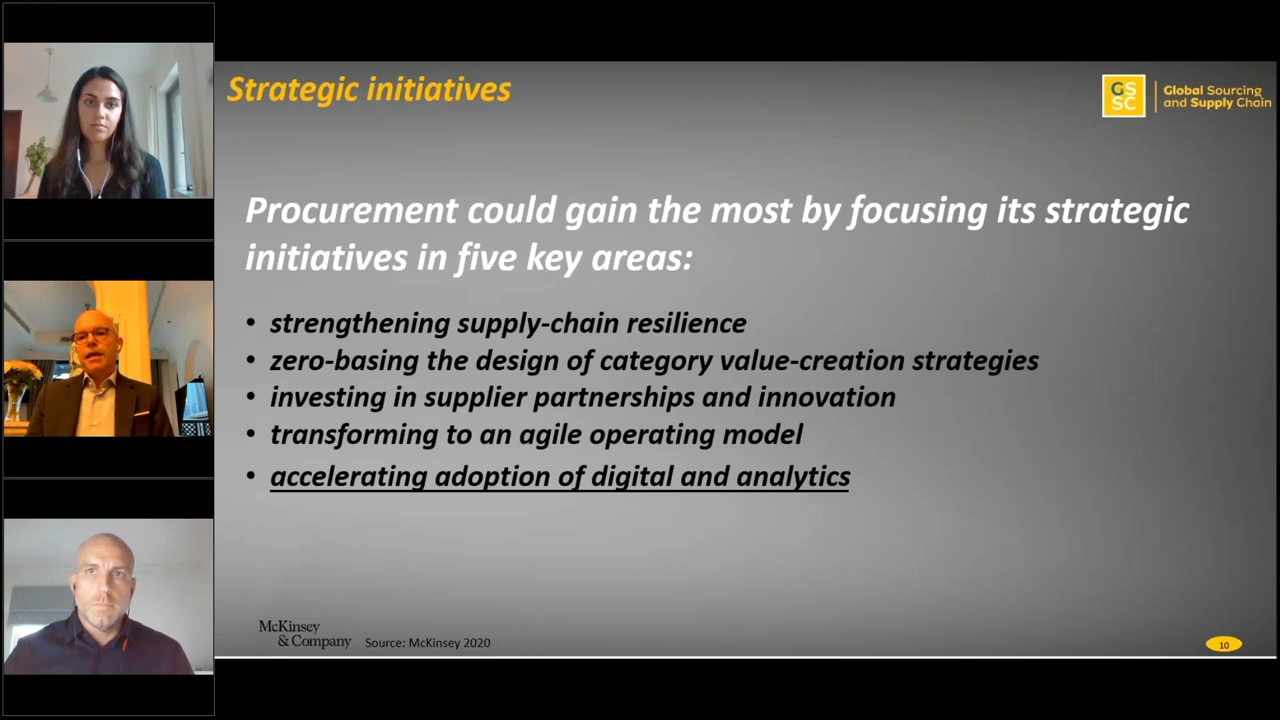 Strategic initiatives
GS
SC
Global Sourcing
and Supply Chain
Procurement could gain the most by focusing its strategic
initiatives in five key areas:
• strengthening supply-chain resilience
• zero-basing the design of category value-creation strategies
• investing in supplier partnerships and innovation
• transforming to an agile operating model
• accelerating adoption of digital and analytics
McKinsey
& Company
Source: McKinsey 2020
10